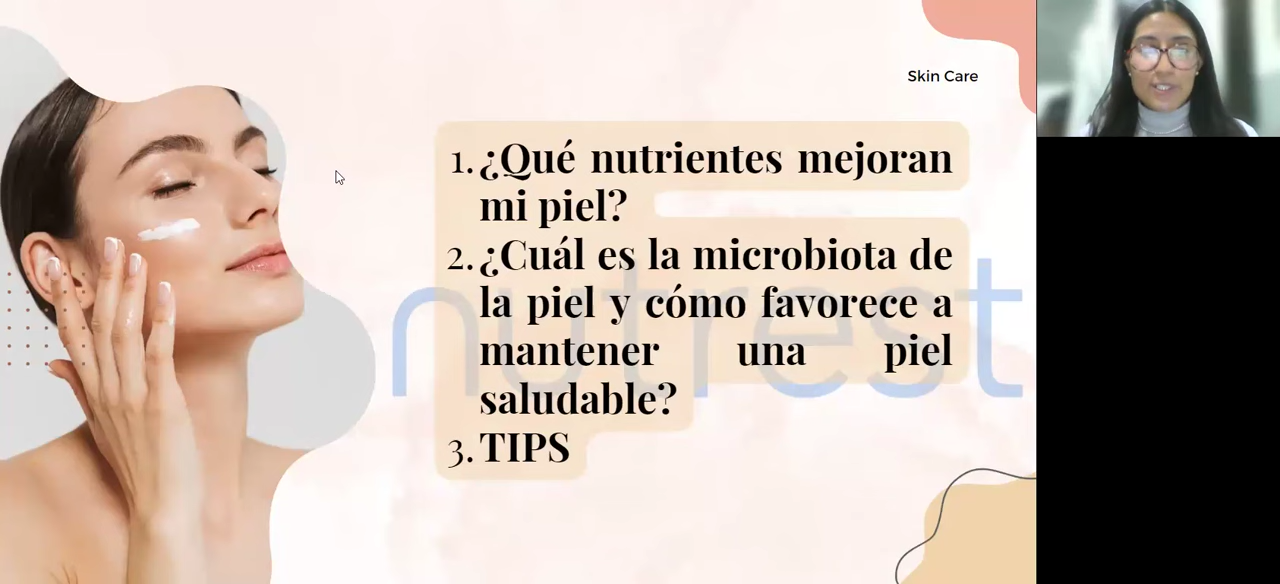 Skin Care
1. ¿Qué nutrientes mejoran
mi piel?
2. ¿Cuál es la microbiota de
la piel y cómo favorece a
mantener una piel
saludable?
3. TIPS
nutrest